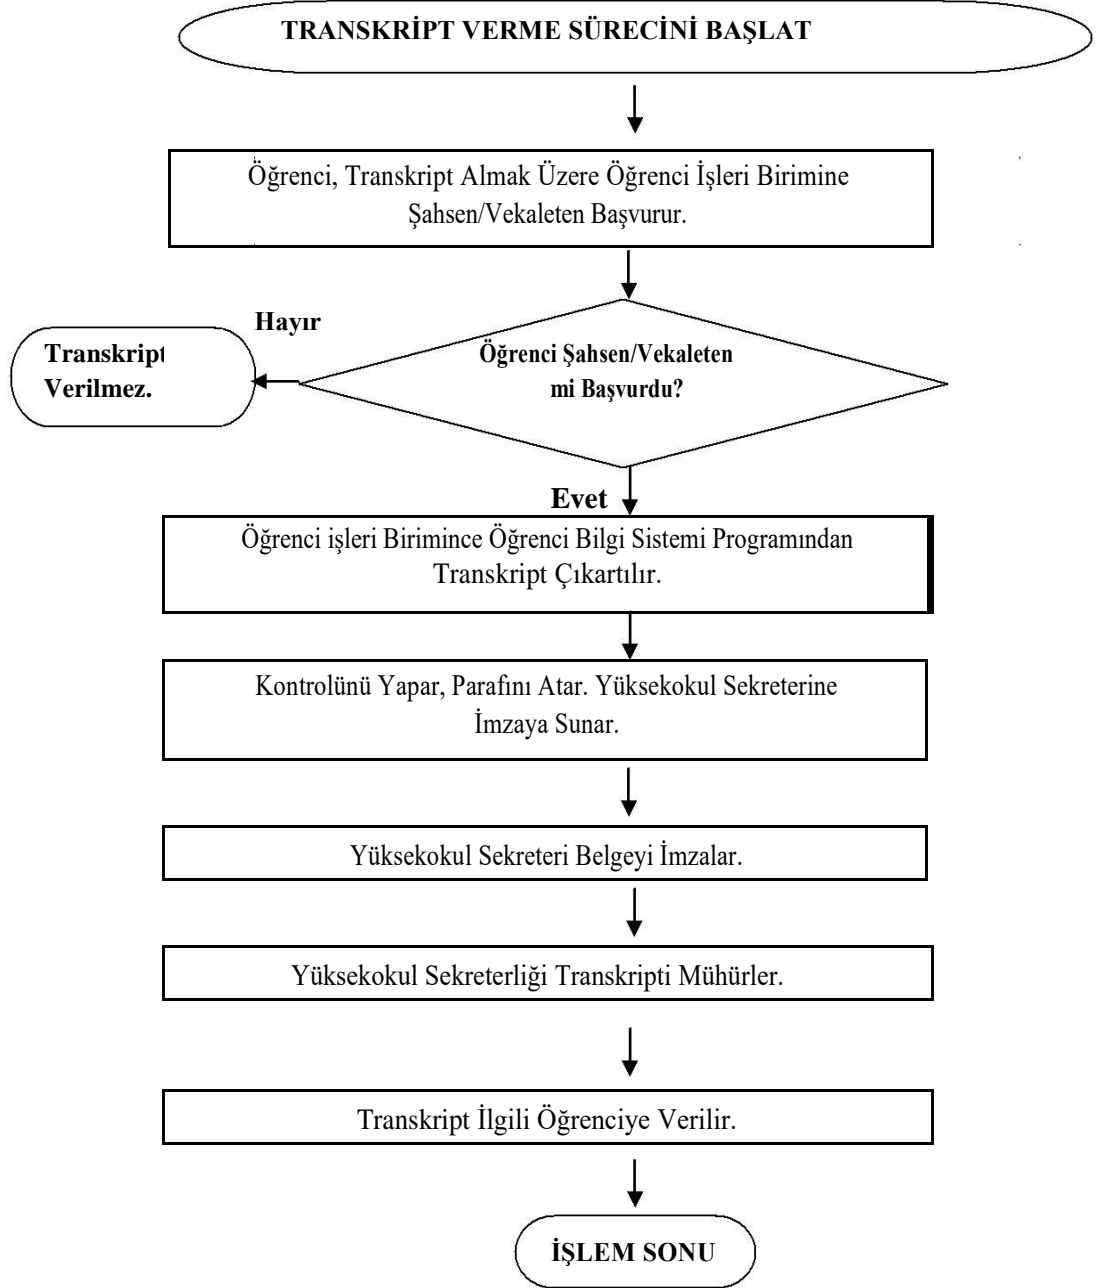 TRANSKRİPT VERME SÜRECİNİ BAŞLAT
Öğrenci, Transkript Almak Üzere Öğrenci İşleri Birimine
Şahsen/Vekaleten Başvurur.
Hayır
Transkript
Verilmez.
Öğrenci Şahsen/Vekaleten
mi Başvurdu?
Evet
Öğrenci işleri Birimince Öğrenci Bilgi Sistemi Programından
Transkript Çıkartılır.
Kontrolünü Yapar, Parafını Atar. Yüksekokul Sekreterine
İmzaya Sunar.
Yüksekokul Sekreteri Belgeyi İmzalar.
Yüksekokul Sekreterliği Transkripti Mühürler.
Transkript İlgili Öğrenciye Verilir.
İŞLEM SONU